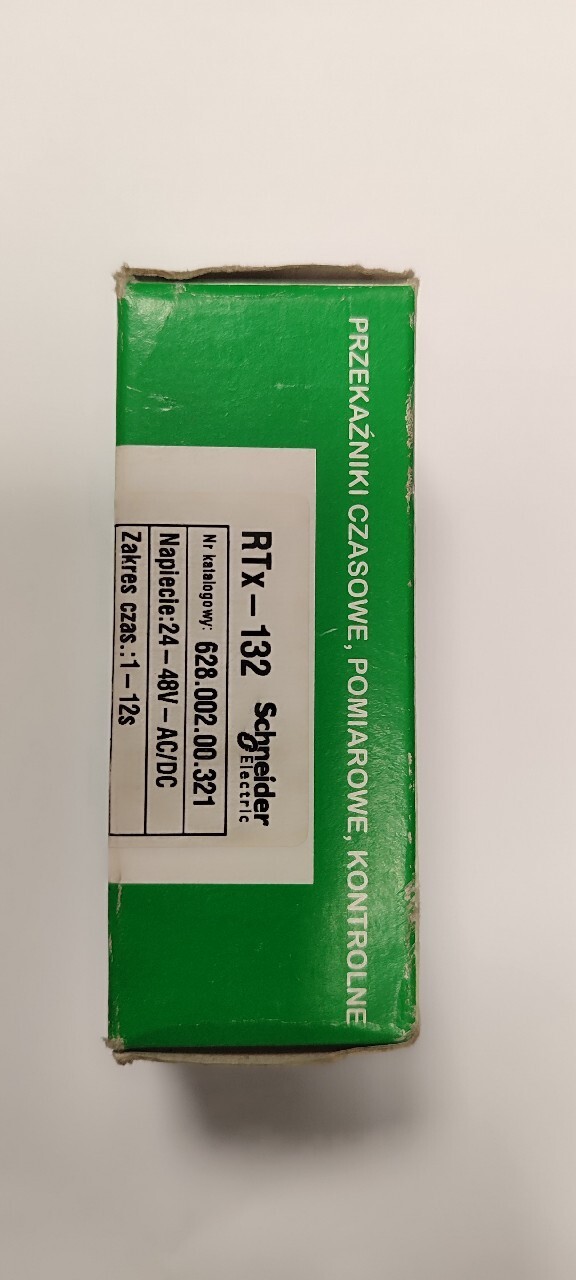 PRZEKAŹNIKI CZASOWE, POMIAROWE, KONTROLNE
RTx-132 Schneider Electric
Nr katalogowy: 628.002.00.321
Napiecie:24-48V-AC/DC
Zakres czas.:1-12s